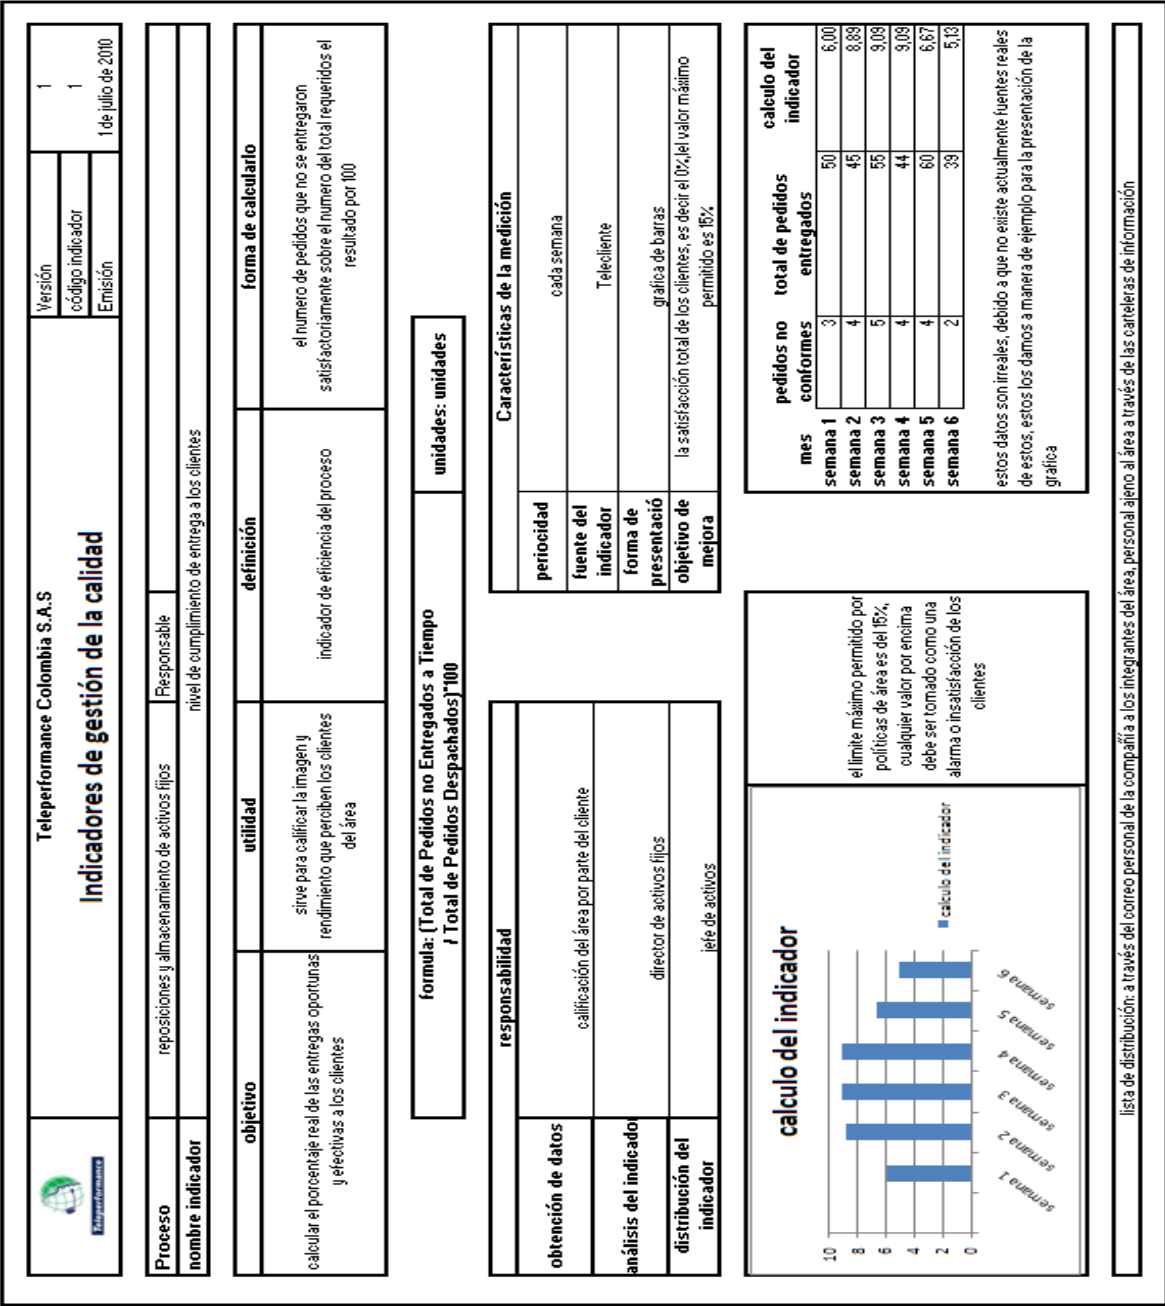 Teleperformance
Teleperformance Colombia S.A.S
Indicadores de gestión de la calidad
Versión 1
código indicador 1
Emisión 1 de julio de 2010
Proceso reposiciones y almacenamiento de activos fijos Responsable
nombre indicador nivel de cumplimiento de entrega a los clientes
objetivo utilidad definición forma de calcularlo
calcular el porcentaje real de las entregas oportunas
y efectivas a los clientes
sirve para calificar la imagen y
rendimiento que perciben los clientes
del área
indicador de eficiencia del proceso
el numero de pedidos que no se entregaron
satisfactoriamente sobre el numero del total requeridos el
resultado por 100
formula: (Total de Pedidos no Entregados a Tiempo
/ Total de Pedidos Despachados)*100
unidades: unidades
responsabilidad
obtención de datos calificación del área por parte del cliente
análisis del indicador director de activos fijos
distribución del
indicador
jefe de activos
Características de la medición
periocidad cada semana
fuente del
indicador
Telecliente
forma de
presentació
grafica de barras
objetivo de
mejora
la satisfacción total de los clientes, es decir el 0%,lel valor máximo
permitido es 15%
calculo del indicador
10
8
6
4
2
0
semana 1
semana 2
semana 3
semana 4
semana 5
semana 6
calculo del indicador
el limite máximo permitido por
políticas de área es del 15%,
cualquier valor por encima
debe ser tomado como una
alarma o insatisfacción de los
clientes
mes pedidos no conformes total de pedidos entregados calculo del indicador
semana 1 3 50 6,00
semana 2 4 45 8,89
semana 3 5 55 9,09
semana 4 4 44 9,09
semana 5 4 60 6,67
semana 6 2 39 5,13
estos datos son irreales, debido a que no existe actualmente fuentes reales
de estos, estos los damos a manera de ejemplo para la presentación de la
grafica
lista de distribución: a través del correo personal de la compañía a los integrantes del área, personal ajeno al área a través de las carteleras de información